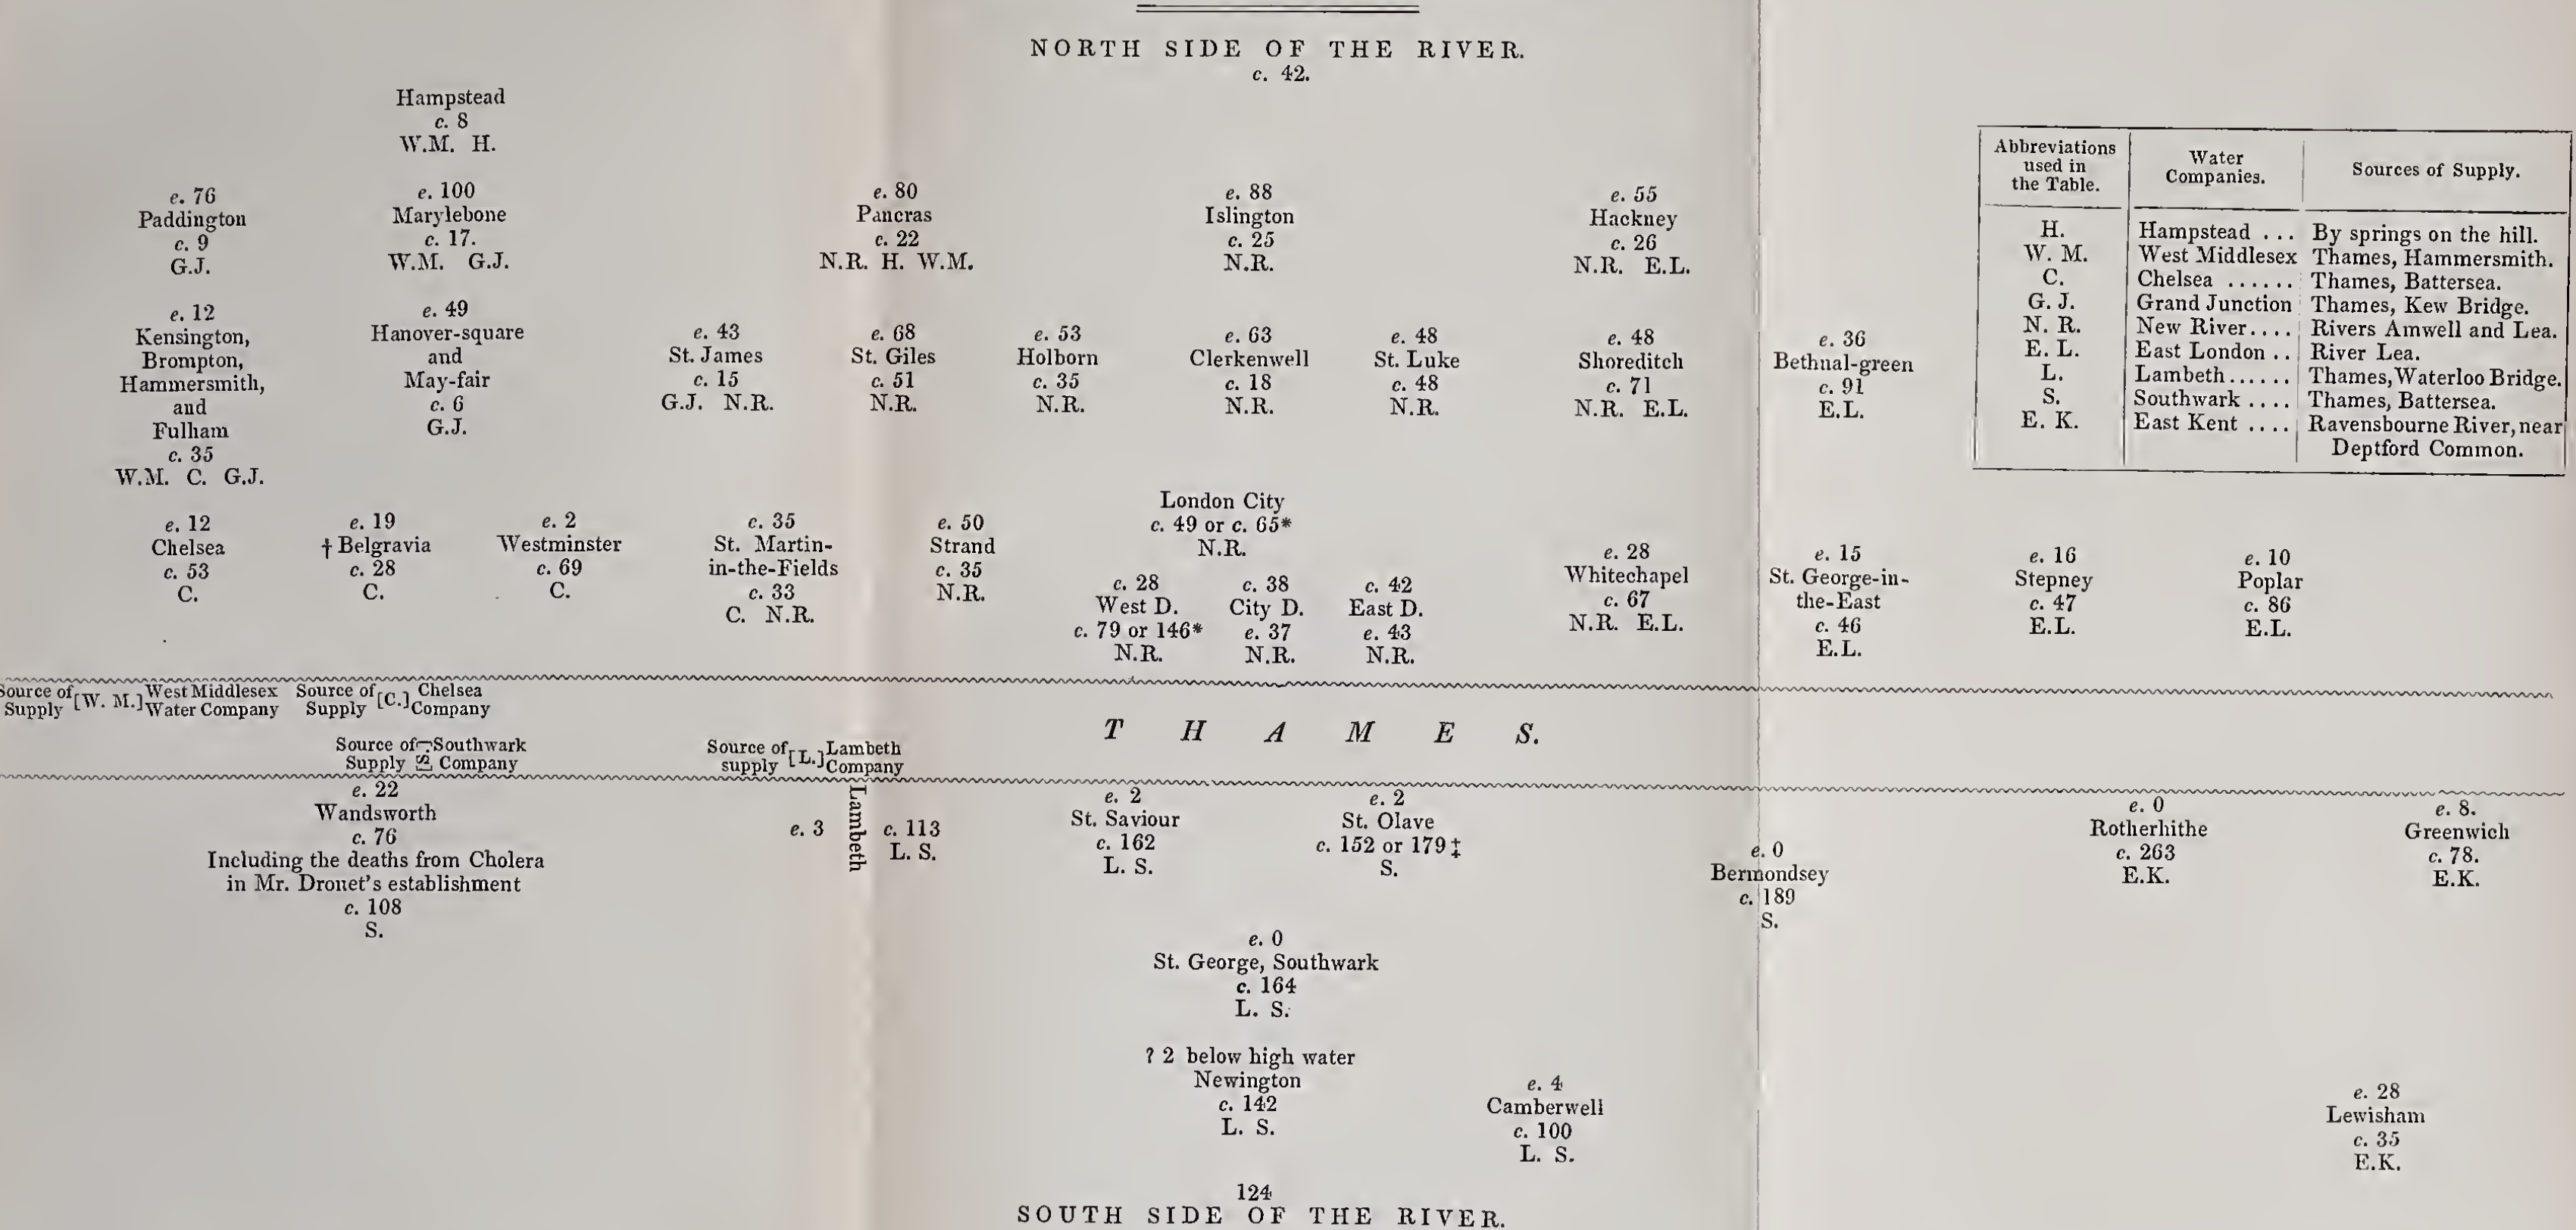 NORTH SIDE OF THE RIVER.
c. 42.
Hampstead
c. 8
W.M. H.
e. 76
Paddington
c. 9
G.J.
e. 100
Marylebone
c. 17.
W.M. G.J.
e. 80
Pancras
c. 22
N.R. H. W.M.
e. 88
Islington
c. 25
N.R.
e. 55
Hackney
c. 26
N.R. E.L.
e. 12
Kensington,
Brompton,
Hammersmith,
and
Fulham
c. 35
W.M. C. G.J.
e. 49
Hanover-square
and
May-fair
c. 6
G.J.
e. 43
St. James
c. 15
G.J. N.R.
e. 68
St. Giles
c. 51
N.R.
e. 53
Holborn
c. 35
N.R.
e. 63
Clerkenwell
c. 18
N.R.
e. 48
St. Luke
c. 48
N.R.
e. 48
Shoreditch
c. 71
N.R. E.L.
e. 36
Bethnal-green
c. 91
E.L.
Abbreviations
used in
the Table.
Water
Companies.
Sources of Supply.
H. Hampstead ... By springs on the hill.
W. M. West Middlesex Thames, Hammersmith.
C. Chelsea ...... Thames, Battersea.
G. J. Grand Junction Thames, Kew Bridge.
N. R. New River.... Rivers Amwell and Lea.
E. L. East London .. River Lea.
L. Lambeth...... Thames, Waterloo Bridge.
S. Southwark .... Thames, Battersea.
E. K. East Kent .... Ravensbourne River, near
Deptford Common.
e. 12
Chelsea
c. 53
C.
e. 19
† Belgravia
c. 28
C.
e. 2
Westminster
c. 69
C.
c. 35
St. Martin-
in-the-Fields
c. 33
C. N.R.
e. 50
Strand
c. 35
N.R.
London City
c. 49 or c. 65*
N.R.
c. 28
West D.
c. 79 or 146*
N.R.
c. 38
City D.
e. 37
N.R.
c. 42
East D.
e. 43
N.R.
e. 28
Whitechapel
c. 67
N.R. E.L.
e. 15
St. George-in-
the-East
c. 46
E.L.
e. 16
Stepney
c. 47
E.L.
e. 10
Poplar
c. 86
E.L.
Source of [W. M.] West Middlesex
Supply Water Company
Source of [C.] Chelsea
Supply Company
THAMES.
Source of [S.] Southwark
Supply Company
Source of [L.] Lambeth
supply Company
e. 22
Wandsworth
c. 76
Including the deaths from Cholera
in Mr. Drouet's establishment
c. 108
S.
e. 3
Lambeth
c. 113
L. S.
e. 2
St. Saviour
c. 162
L. S.
e. 2
St. Olave
c. 152 or 179‡
S.
e. 0
Bermondsey
c. 189
S.
e. 0
Rotherhithe
c. 263
E.K.
e. 8.
Greenwich
c. 78.
E.K.
e. 0
St. George, Southwark
c. 164
L. S.
? 2 below high water
Newington
c. 142
L. S.
e. 4
Camberwell
c. 100
L. S.
e. 28
Lewisham
c. 35
E.K.
124
SOUTH SIDE OF THE RIVER.